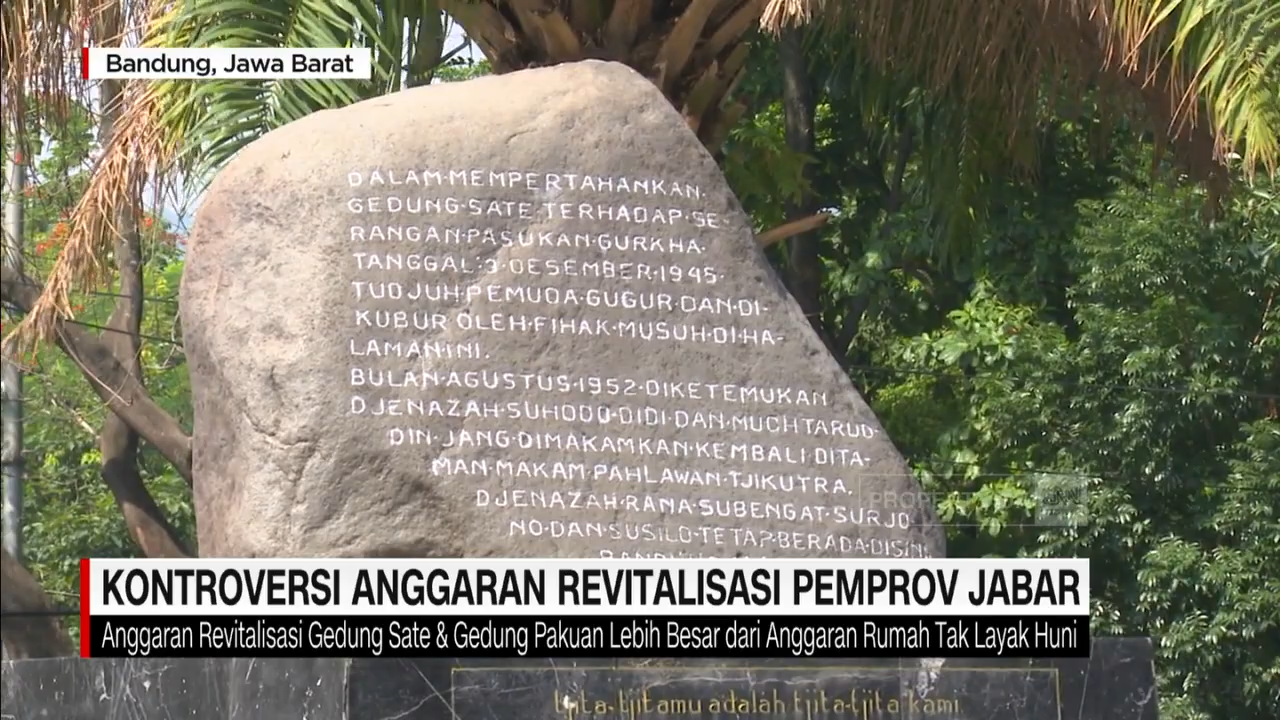 Bandung, Jawa Barat
DALAM·MEMPERTAHANKAN·
GEDUNG·SATE·TERHADAP·SE-
RANGAN·PASUKAN·GURKHA·
TANGGAL:3·DESEMBER·1945·
TUDJUH·PEMUDA·GUGUR·DAN·DI-
KUBUR OLEH·FIHAK·MUSUH·DI·HA-
LAMAN·INI.
BULAN·AGUSTUS·1952·DIKETEMUKAN
DJENAZAH·SUHODO·DIDI·DAN·MUCHTARUD-
DIN·JANG·DIMAKAMKAN·KEMBALI DITA-
MAN·MAKAM·PAHLAWAN·TJIKUTRA.
DJENAZAH·RANA·SUBENGAT·SURJO-
NO·DAN·SUSILO·TETAP·BERADA·DISINI.
PROPERTY CNN
KONTROVERSI ANGGARAN REVITALISASI PEMPROV JABAR
Anggaran Revitalisasi Gedung Sate & Gedung Pakuan Lebih Besar dari Anggaran Rumah Tak Layak Huni
tjita-tjitamu adalah tjita-tjita kami